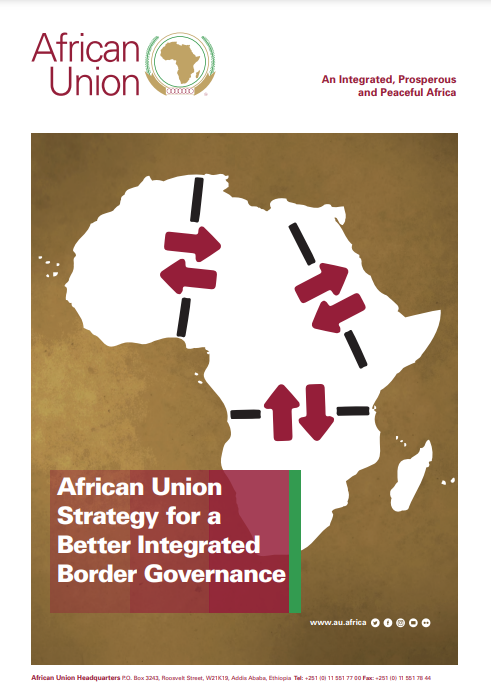 African
Union
An Integrated, Prosperous
and Peaceful Africa
African Union
Strategy for a
Better Integrated
Border Governance
www.au.africa
African Union Headquarters P.O. Box 3243, Roosvelt Street, W21K19, Addis Ababa, Ethiopia Tel: +251 (0) 11 551 77 00 Fax: +251 (0) 11 551 78 44